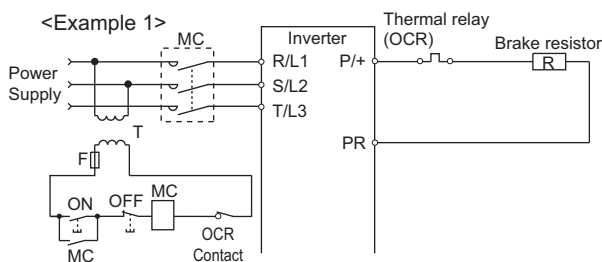 <Example 1>
MC
Inverter
Thermal relay
(OCR)
Brake resistor
Power
Supply
R/L1
P/+
R
S/L2
T/L3
T
PR
F
ON
OFF
MC
MC
OCR
Contact